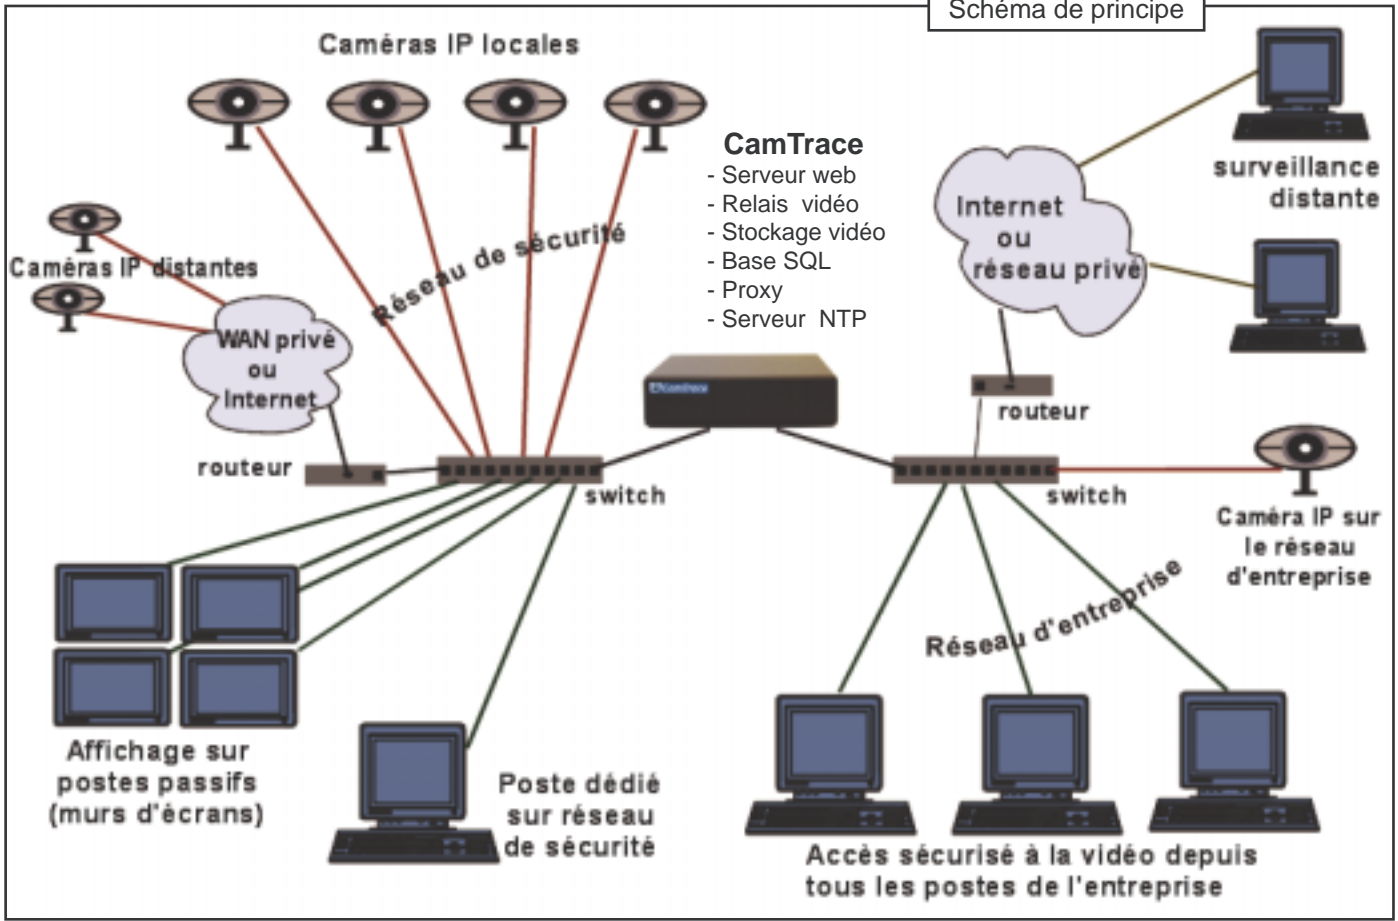 Schéma de principe
Caméras IP locales
CamTrace
- Serveur web
- Relais vidéo
- Stockage vidéo
- Base SQL
- Proxy
- Serveur NTP
Internet
ou
réseau privé
surveillance
distante
Caméras IP distantes
Réseau de sécurité
WAN privé
ou
Internet
CamTrace
routeur
routeur
switch
switch
Caméra IP sur
le réseau
d'entreprise
Réseau d'entreprise
Affichage sur
postes passifs
(murs d'écrans)
Poste dédié
sur réseau
de sécurité
Accès sécurisé à la vidéo depuis
tous les postes de l'entreprise